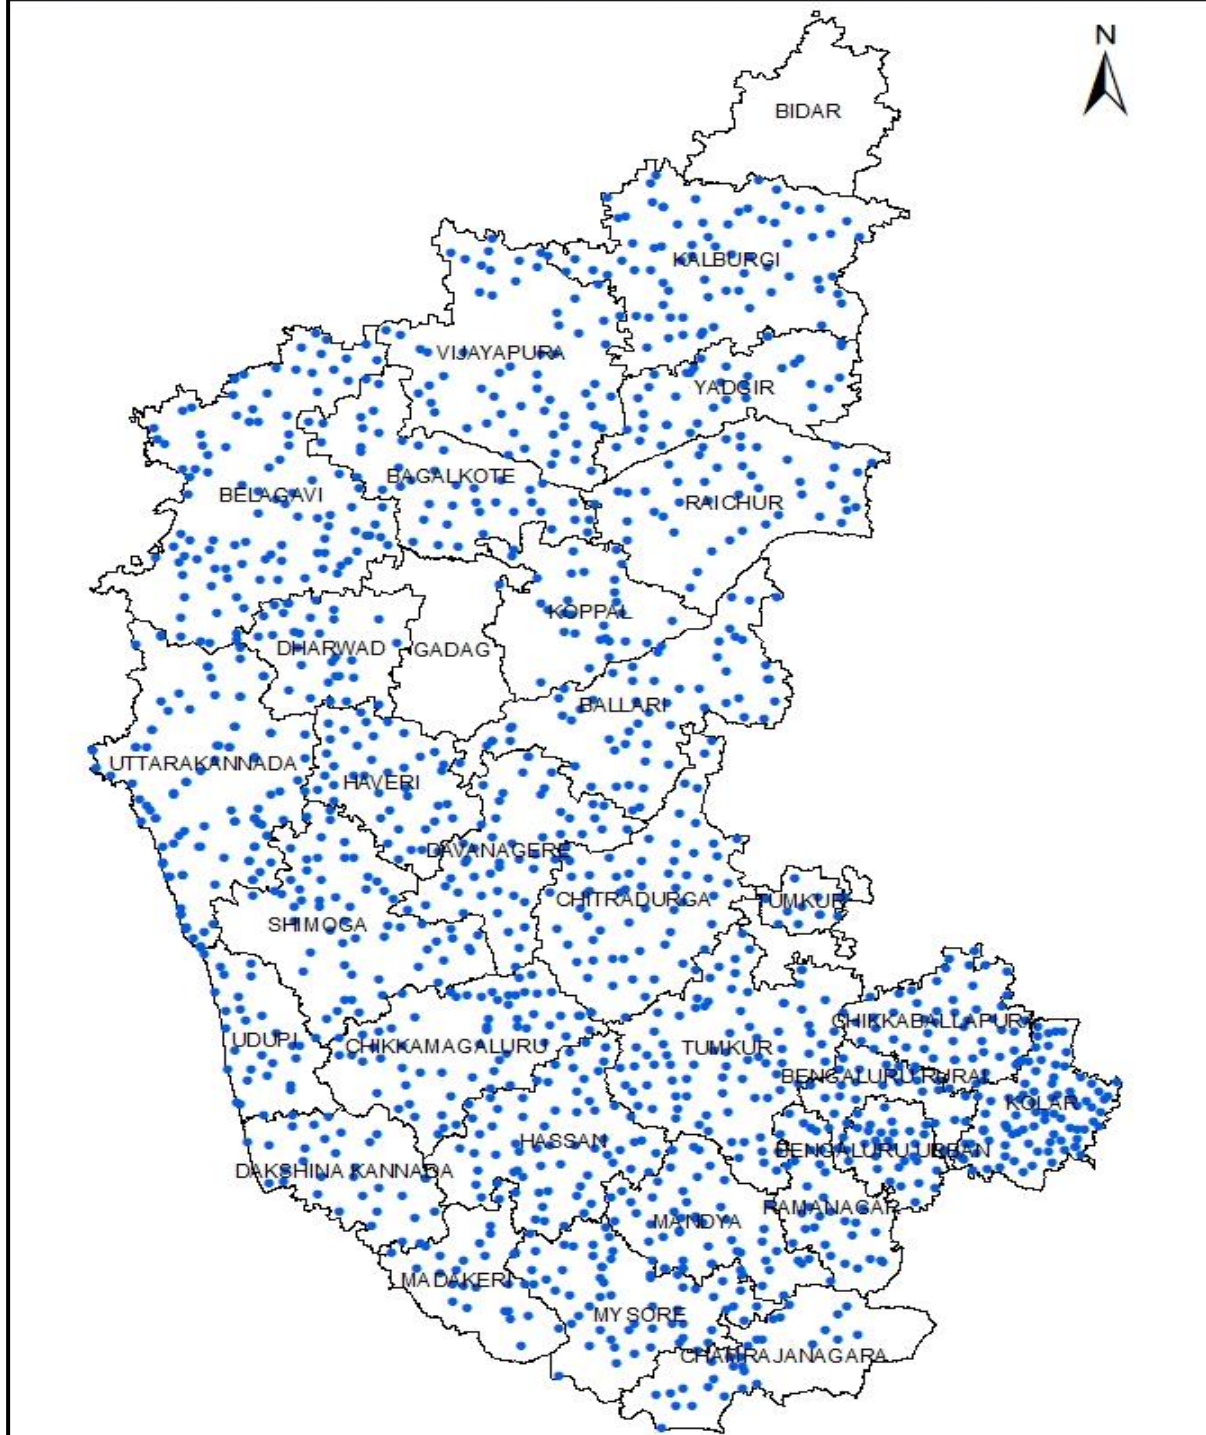 N
BIDAR
KALBURGI
VIJAYAPURA
YADGIR
BAGALKOTE
BELAGAVI
RAICHUR
KOPPAL
DHARWAD
GADAG
BALLARI
UTTARAKANNADA
HAVERI
DAVANAGERE
CHITRADURGA
TUMKUR
SHIMOGA
CHIKKABALLAPURA
UDUPI
CHIKKAMAGALURU
TUMKUR
BENGALURU RURAL
KOLAR
HASSAN
BENGALURU URBAN
DAKSHINA KANNADA
RAMANAGAR
MANDYA
MADAKERI
MYSORE
CHAMRAJANAGARA